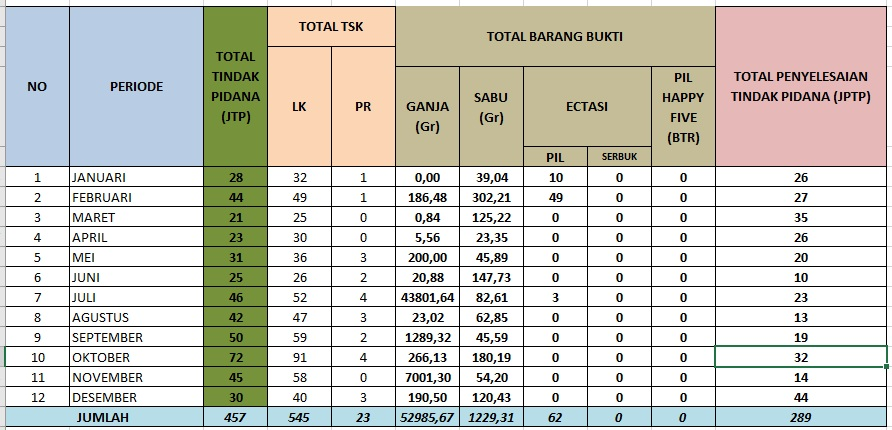 NO PERIODE TOTAL TINDAK PIDANA (JTP) TOTAL TSK TOTAL BARANG BUKTI TOTAL PENYELESAIAN TINDAK PIDANA (JPTP)
LK PR GANJA (Gr) SABU (Gr) ECTASI PIL HAPPY FIVE (BTR)
PIL SERBUK
1 JANUARI 28 32 1 0,00 39,04 10 0 0 26
2 FEBRUARI 44 49 1 186,48 302,21 49 0 0 27
3 MARET 21 25 0 0,84 125,22 0 0 0 35
4 APRIL 23 30 0 5,56 23,35 0 0 0 26
5 MEI 31 36 3 200,00 45,89 0 0 0 20
6 JUNI 25 26 2 20,88 147,73 0 0 0 10
7 JULI 46 52 4 43801,64 82,61 3 0 0 23
8 AGUSTUS 42 47 3 23,02 62,85 0 0 0 13
9 SEPTEMBER 50 59 2 1289,32 45,59 0 0 0 19
10 OKTOBER 72 91 4 266,13 180,19 0 0 0 32
11 NOVEMBER 45 58 0 7001,30 54,20 0 0 0 14
12 DESEMBER 30 40 3 190,50 120,43 0 0 0 44
JUMLAH 457 545 23 52985,67 1229,31 62 0 0 289